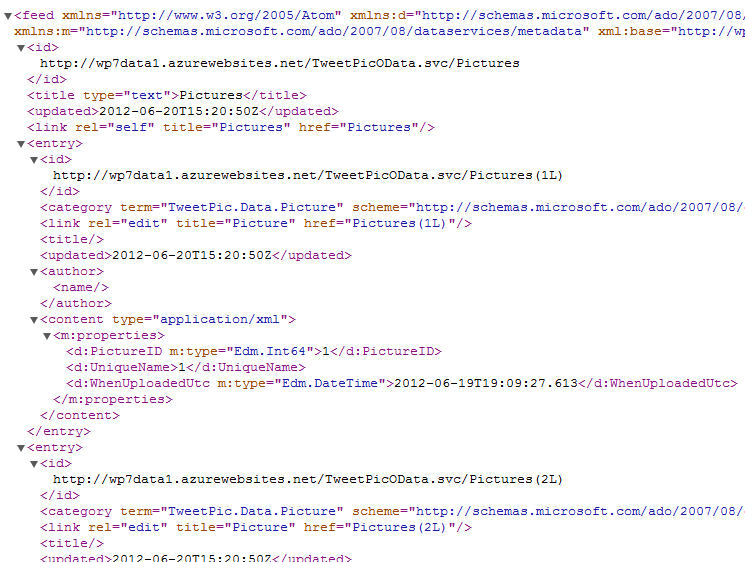 <feed xmlns="http://www.w3.org/2005/Atom" xmlns:d="http://schemas.microsoft.com/ado/2007/08/
xmlns:m="http://schemas.microsoft.com/ado/2007/08/dataservices/metadata" xml:base="http://wp
<id>
http://wp7data1.azurewebsites.net/TweetPicOData.svc/Pictures
</id>
<title type="text">Pictures</title>
<updated>2012-06-20T15:20:50Z</updated>
<link rel="self" title="Pictures" href="Pictures"/>
<entry>
<id>
http://wp7data1.azurewebsites.net/TweetPicOData.svc/Pictures(1L)
</id>
<category term="TweetPic.Data.Picture" scheme="http://schemas.microsoft.com/ado/2007/08/
<link rel="edit" title="Picture" href="Pictures(1L)"/>
<title/>
<updated>2012-06-20T15:20:50Z</updated>
<author>
<name/>
</author>
<content type="application/xml">
<m:properties>
<d:PictureID m:type="Edm.Int64">1</d:PictureID>
<d:UniqueName>1</d:UniqueName>
<d:WhenUploadedUtc m:type="Edm.DateTime">2012-06-19T19:09:27.613</d:WhenUploadedUtc>
</m:properties>
</content>
</entry>
<entry>
<id>
http://wp7data1.azurewebsites.net/TweetPicOData.svc/Pictures(2L)
</id>
<category term="TweetPic.Data.Picture" scheme="http://schemas.microsoft.com/ado/2007/08/
<link rel="edit" title="Picture" href="Pictures(2L)"/>
<title/>
<updated>2012-06-20T15:20:50Z</updated>